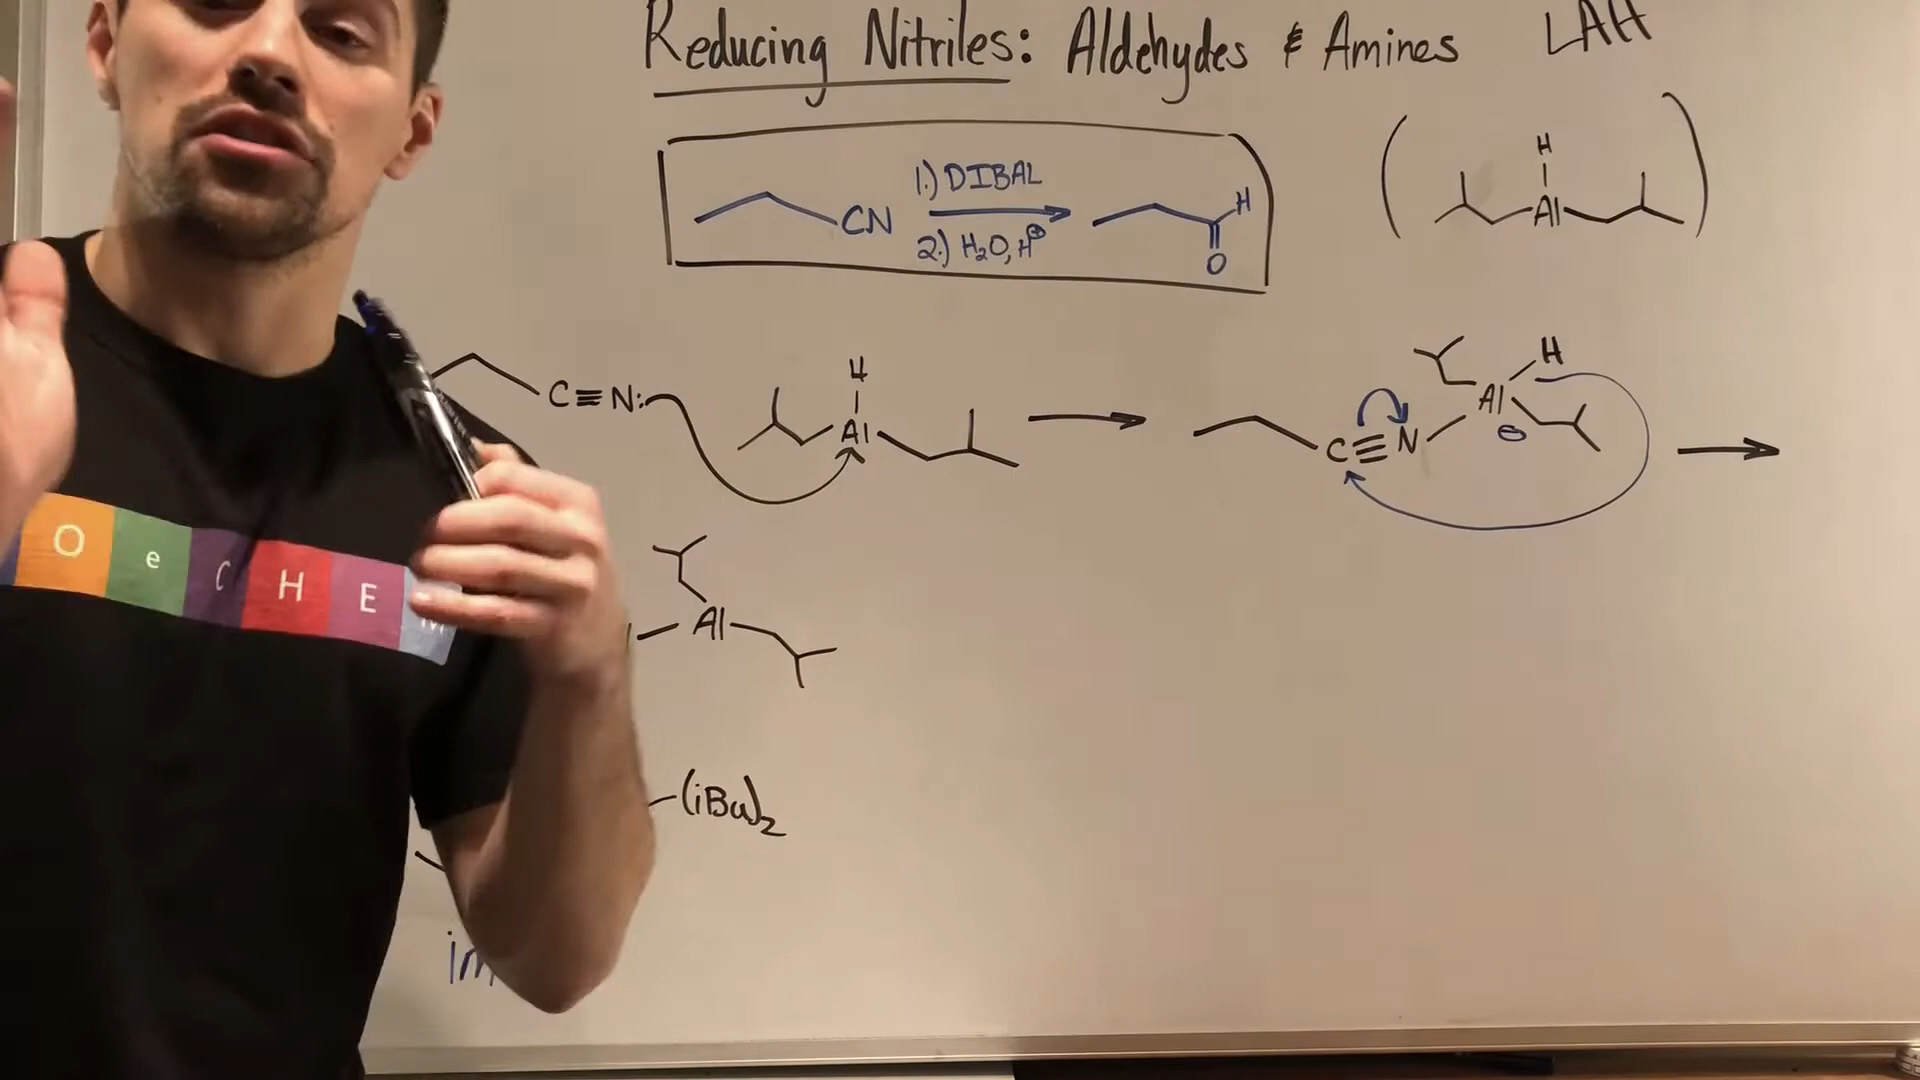 Reducing Nitriles: Aldehydes & Amines LAH
CN
1.) DIBAL
2.) H₂O, H⊕
H
O
H
Al
C≡N:
H
Al
C≡N
Al
H
⊖
Al
(iBu)₂
O e C H E M